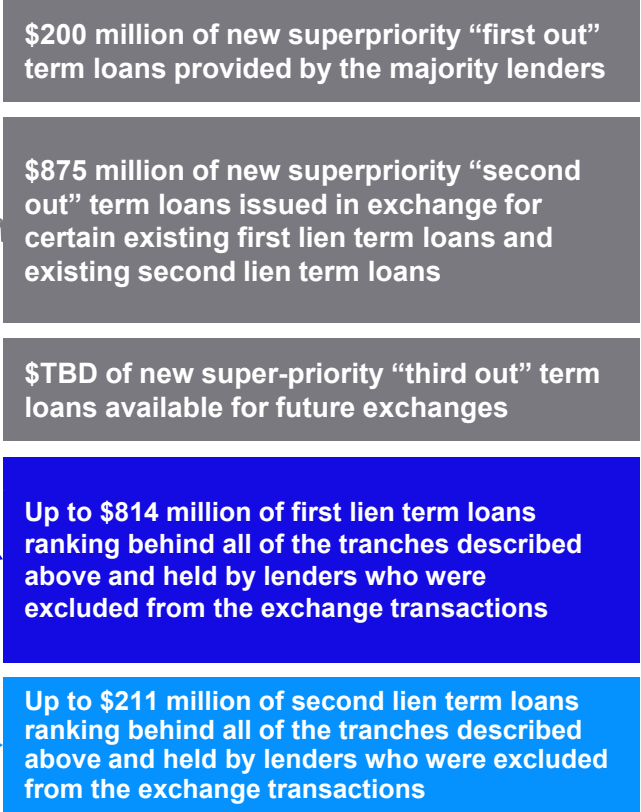 $200 million of new superpriority “first out”
term loans provided by the majority lenders
$875 million of new superpriority “second
out” term loans issued in exchange for
certain existing first lien term loans and
existing second lien term loans
$TBD of new super-priority “third out” term
loans available for future exchanges
Up to $814 million of first lien term loans
ranking behind all of the tranches described
above and held by lenders who were
excluded from the exchange transactions
Up to $211 million of second lien term loans
ranking behind all of the tranches described
above and held by lenders who were excluded
from the exchange transactions